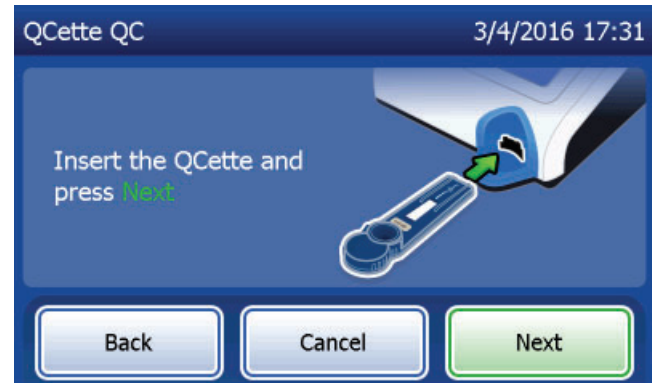 QCette QC 3/4/2016 17:31
Insert the QCette and
press Next
Back Cancel Next